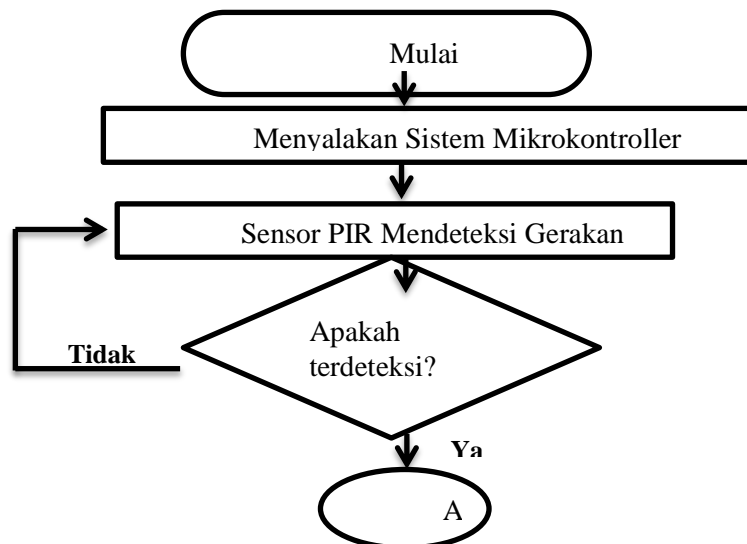 Mulai
Menyalakan Sistem Mikrokontroller
Sensor PIR Mendeteksi Gerakan
Apakah
terdeteksi?
Tidak
Ya
A